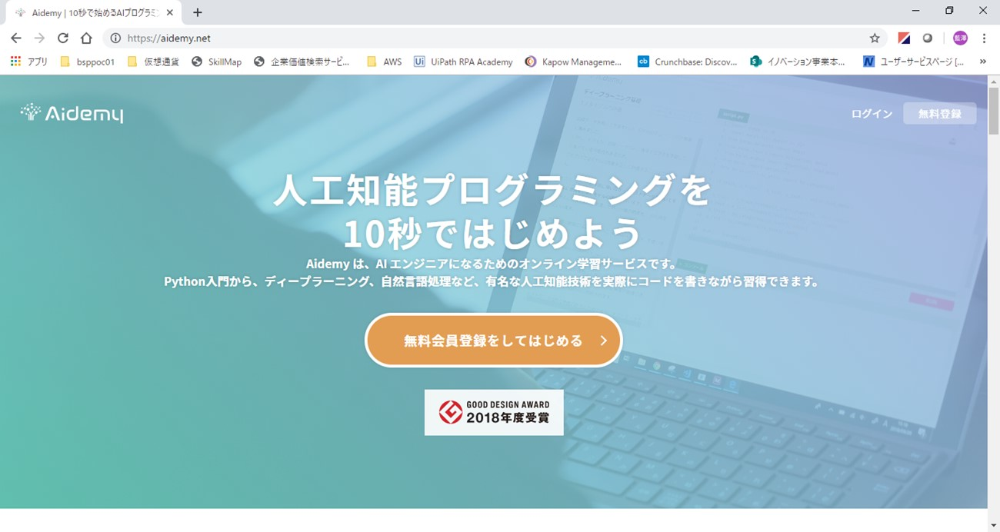 Aidemy | 10秒で始めるAIプログラミ
https://aidemy.net
藍澤
アプリ
bsppoc01
仮想通貨
SkillMap
企業価値検索サービ...
AWS
UiPath RPA Academy
Kapow Manageme...
Crunchbase: Discov...
イノベーション事業本...
ユーザーサービスページ [...
»
Aidemy
ログイン
無料登録
人工知能プログラミングを
10秒ではじめよう
Aidemy は、AI エンジニアになるためのオンライン学習サービスです。
Python入門から、ディープラーニング、自然言語処理など、有名な人工知能技術を実際にコードを書きながら習得できます。
無料会員登録をしてはじめる
GOOD DESIGN AWARD
2018年度受賞